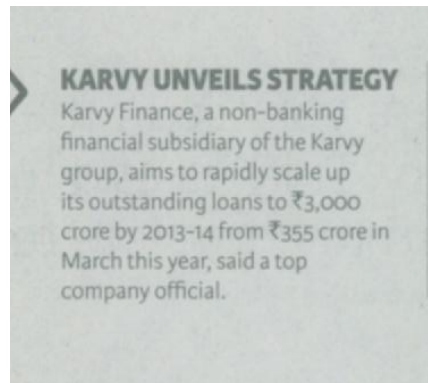 KARVY UNVEILS STRATEGY
Karvy Finance, a non-banking
financial subsidiary of the Karvy
group, aims to rapidly scale up
its outstanding loans to ₹3,000
crore by 2013-14 from ₹355 crore in
March this year, said a top
company official.